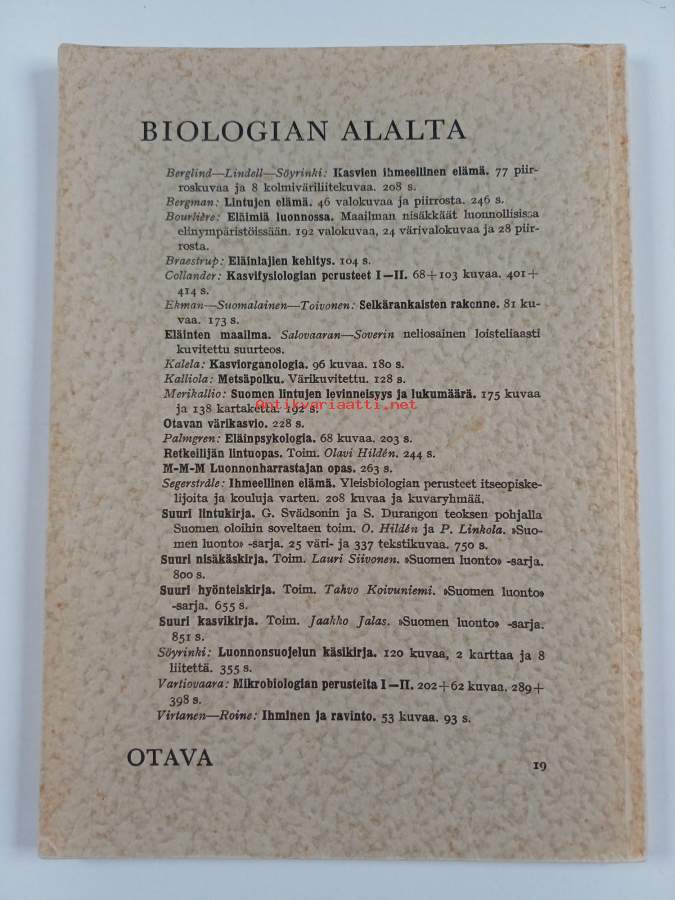 BIOLOGIAN ALALTA
Berglind—Lindell—Söyrinki: Kasvien ihmeellinen elämä. 77 piir-
roskuvaa ja 8 kolmiväriliitekuvaa. 208 s.
Bergman: Lintujen elämä. 46 valokuvaa ja piirrosta. 246 s.
Bourlière: Eläimiä luonnossa. Maailman nisäkkäät luonnollisissa
elinympäristöissään. 192 valokuvaa, 24 värivalokuvaa ja 28 piir-
rosta.
Braestrup: Eläinlajien kehitys. 104 s.
Collander: Kasvifysiologian perusteet I—II. 68+103 kuvaa. 401+
414 s.
Ekman—Suomalainen—Toivonen: Selkärankaisten rakenne. 81 ku-
vaa. 173 s.
Eläinten maailma. Salovaaran—Soverin neliosainen loisteliaasti
kuvitettu suurteos.
Kalela: Kasviorganologia. 96 kuvaa. 180 s.
Kalliola: Metsäpolku. Värikuvitettu. 128 s.
Merikallio: Suomen lintujen levinneisyys ja lukumäärä. 175 kuvaa
ja 138 karttaketta. 192 s.
Antikvariaatti.net
Otavan värikasvio. 228 s.
Palmgren: Eläinpsykologia. 68 kuvaa. 203 s.
Retkeilijän lintuopas. Toim. Olavi Hildén. 244 s.
M-M-M Luonnonharrastajan opas. 263 s.
Segerstråle: Ihmeellinen elämä. Yleisbiologian perusteet itseopiske-
lijoita ja kouluja varten. 208 kuvaa ja kuvaryhmää.
Suuri lintukirja. G. Svädsonin ja S. Durangon teoksen pohjalla
Suomen oloihin soveltaen toim. O. Hildén ja P. Linkola. »Suo-
men luonto» -sarja. 25 väri- ja 337 tekstikuvaa. 750 s.
Suuri nisäkäskirja. Toim. Lauri Siivonen. »Suomen luonto» -sarja.
800 s.
Suuri hyönteiskirja. Toim. Tahvo Koivuniemi. »Suomen luonto»
-sarja. 655 s.
Suuri kasvikirja. Toim. Jaakko Jalas. »Suomen luonto» -sarja.
851 s.
Söyrinki: Luonnonsuojelun käsikirja. 120 kuvaa, 2 karttaa ja 8
liitettä. 355 s.
Vartiovaara: Mikrobiologian perusteita I—II. 202+62 kuvaa. 289+
398 s.
Virtanen—Roine: Ihminen ja ravinto. 53 kuvaa. 93 s.
OTAVA
19